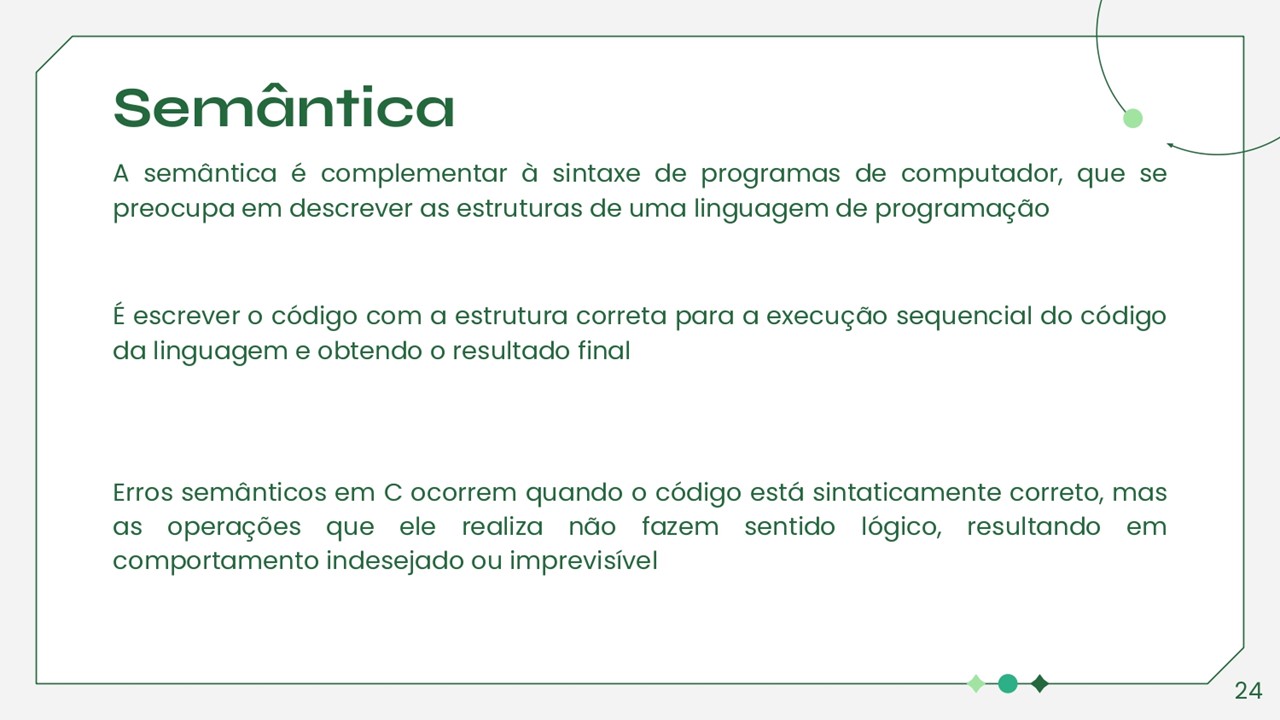 Semântica
A semântica é complementar à sintaxe de programas de computador, que se
preocupa em descrever as estruturas de uma linguagem de programação
É escrever o código com a estrutura correta para a execução sequencial do código
da linguagem e obtendo o resultado final
Erros semânticos em C ocorrem quando o código está sintaticamente correto, mas
as operações que ele realiza não fazem sentido lógico, resultando em
comportamento indesejado ou imprevisível
24